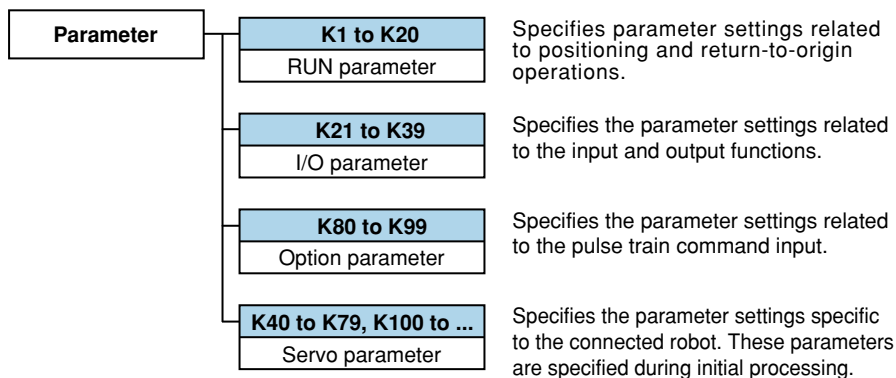 Parameter
K1 to K20
RUN parameter
Specifies parameter settings related
to positioning and return-to-origin
operations.
K21 to K39
I/O parameter
Specifies the parameter settings related
to the input and output functions.
K80 to K99
Option parameter
Specifies the parameter settings related
to the pulse train command input.
K40 to K79, K100 to ...
Servo parameter
Specifies the parameter settings specific
to the connected robot. These parameters
are specified during initial processing.